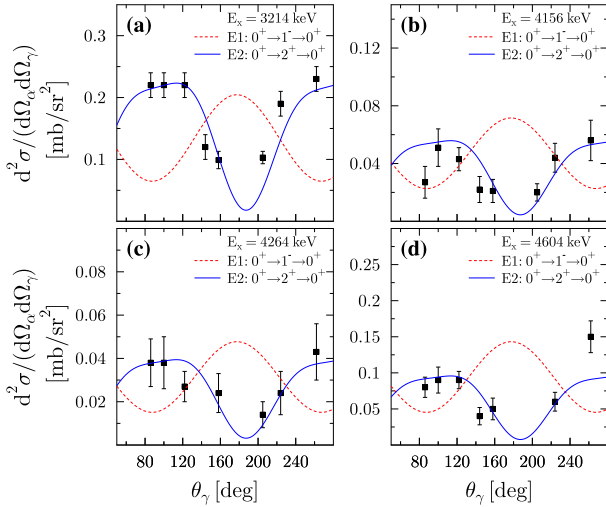 (a)
E_x = 3214 keV
E1: 0⁺→1⁻→0⁺
E2: 0⁺→2⁺→0⁺
0.3
0.2
0.1
d²σ/(dΩ_α dΩ_γ)
[mb/sr²]
(b)
E_x = 4156 keV
E1: 0⁺→1⁻→0⁺
E2: 0⁺→2⁺→0⁺
0.12
0.08
0.04
(c)
E_x = 4264 keV
E1: 0⁺→1⁻→0⁺
E2: 0⁺→2⁺→0⁺
0.08
0.06
0.04
0.02
d²σ/(dΩ_α dΩ_γ)
[mb/sr²]
80 120 160 200 240
θ_γ [deg]
(d)
E_x = 4604 keV
E1: 0⁺→1⁻→0⁺
E2: 0⁺→2⁺→0⁺
0.25
0.2
0.15
0.1
0.05
80 120 160 200 240
θ_γ [deg]